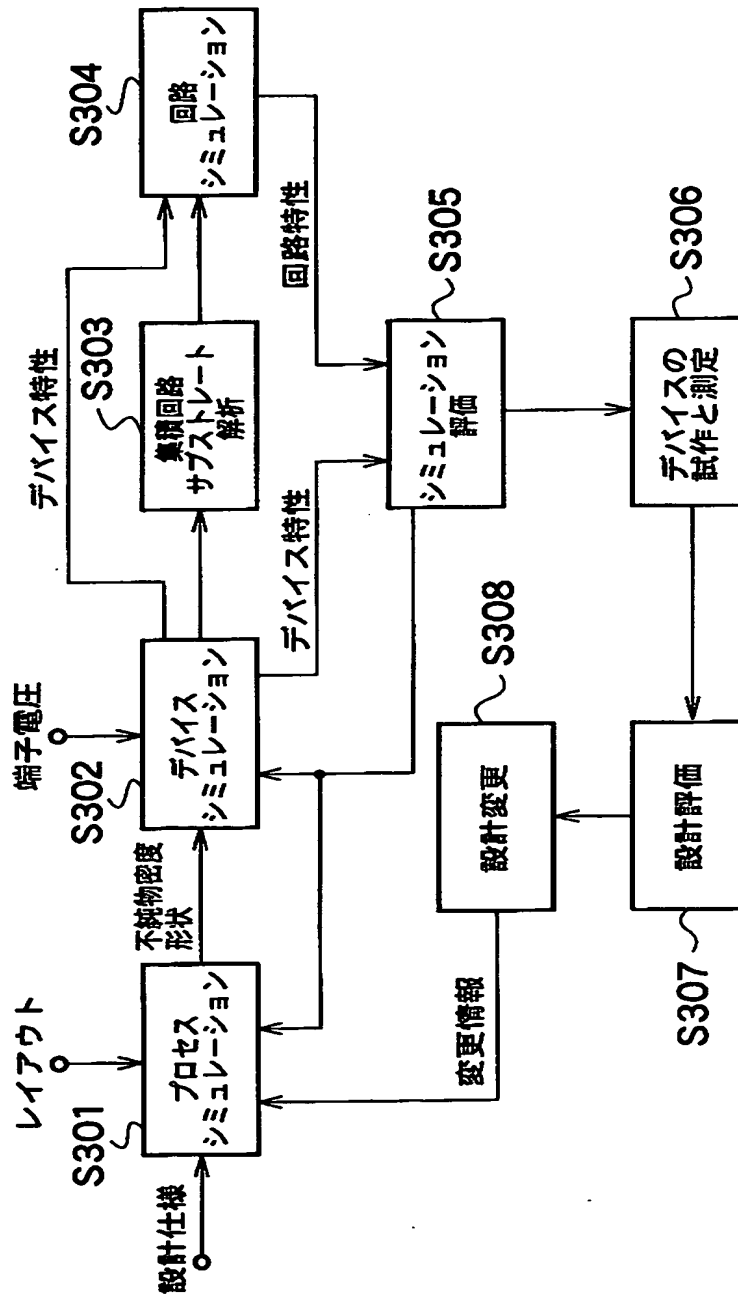 設計仕様
レイアウト
S301
プロセス
シミュレーション
不純物密度
形状
端子電圧
S302
デバイス
シミュレーション
デバイス特性
S303
集積回路
サブストレート
解析
S304
回路
シミュレーション
デバイス特性
回路特性
S305
シミュレーション
評価
S306
デバイスの
試作と測定
S307
設計評価
S308
設計変更
変更情報